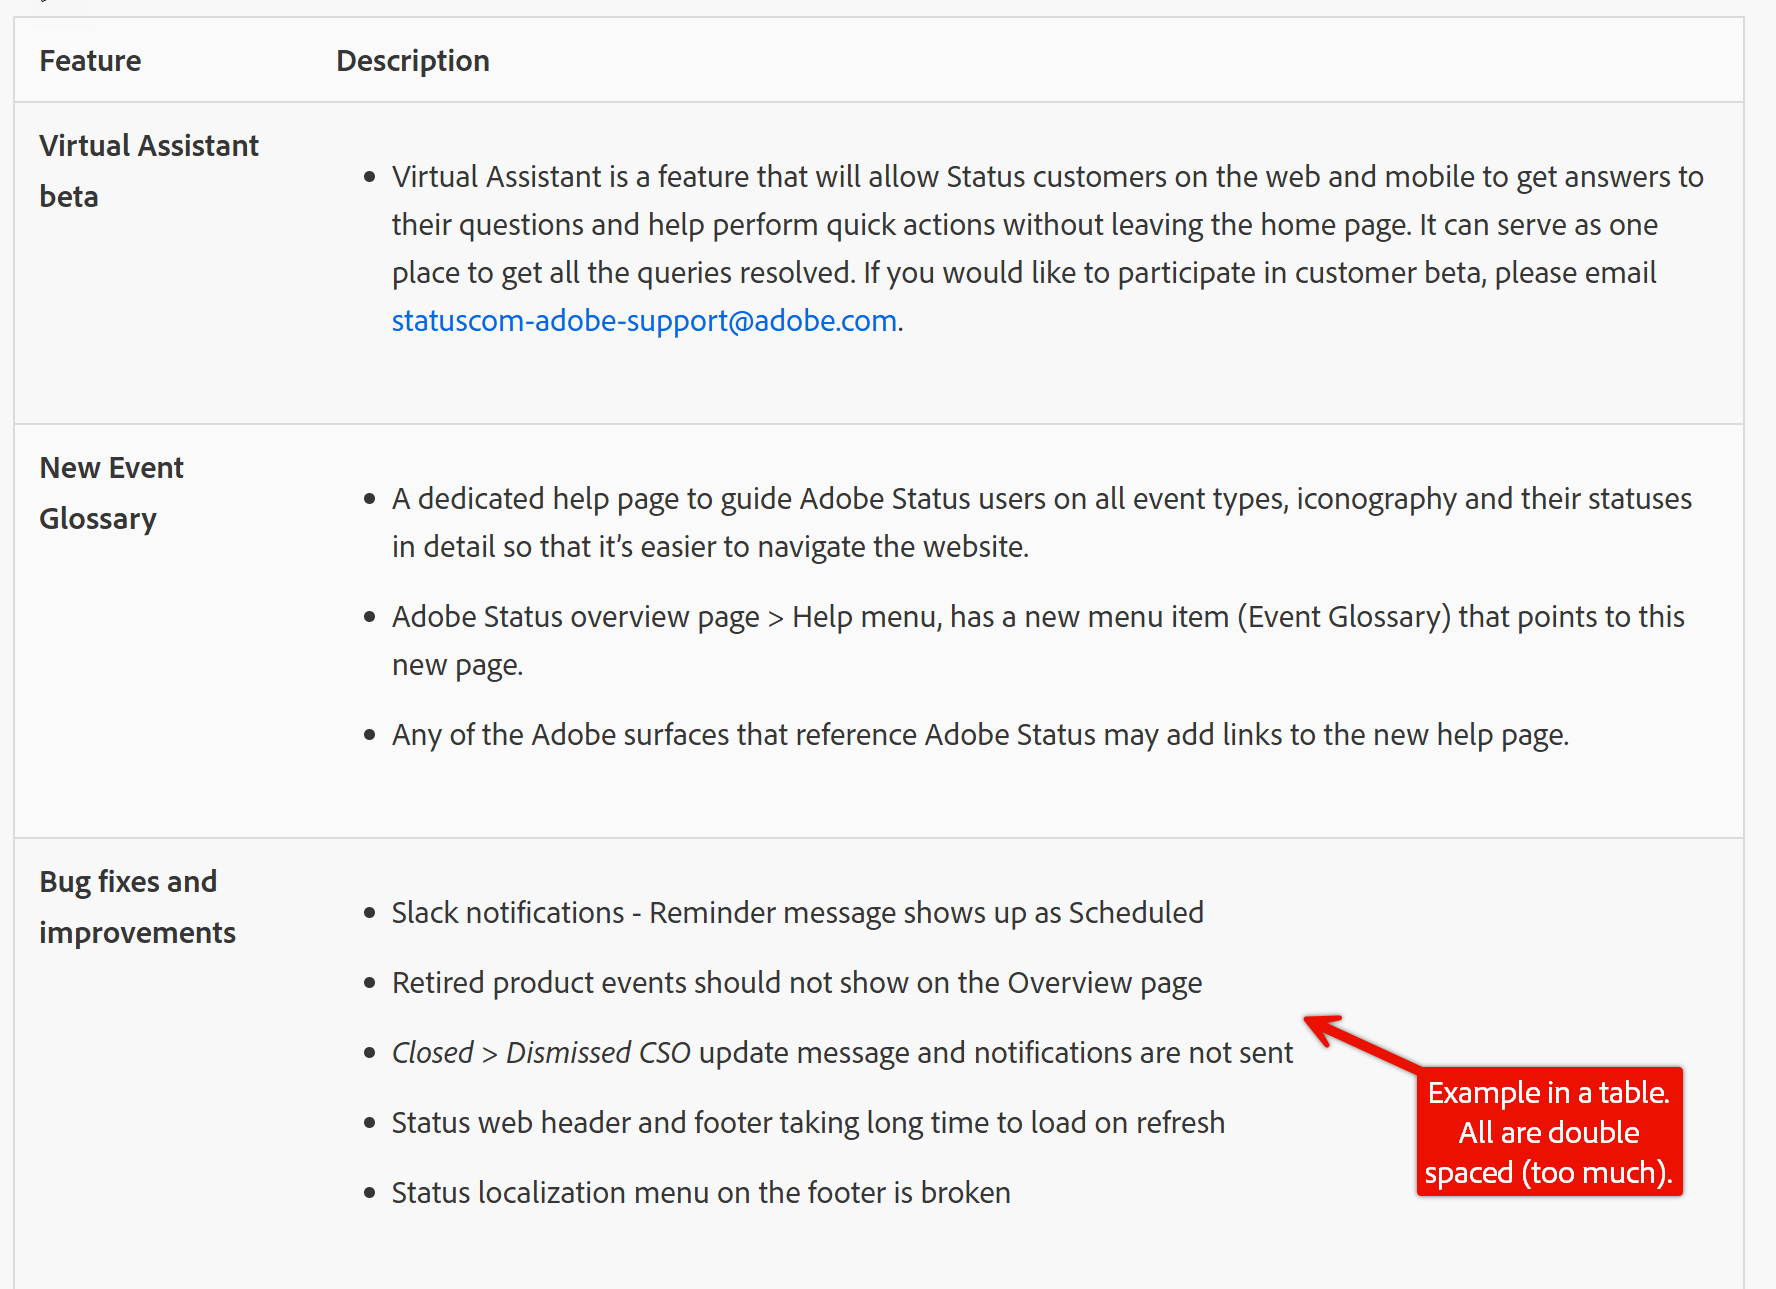 Feature Description
Virtual Assistant
beta
• Virtual Assistant is a feature that will allow Status customers on the web and mobile to get answers to
their questions and help perform quick actions without leaving the home page. It can serve as one
place to get all the queries resolved. If you would like to participate in customer beta, please email
statuscom-adobe-support@adobe.com.
New Event
Glossary
• A dedicated help page to guide Adobe Status users on all event types, iconography and their statuses
in detail so that it’s easier to navigate the website.
• Adobe Status overview page > Help menu, has a new menu item (Event Glossary) that points to this
new page.
• Any of the Adobe surfaces that reference Adobe Status may add links to the new help page.
Bug fixes and
improvements
• Slack notifications - Reminder message shows up as Scheduled
• Retired product events should not show on the Overview page
• Closed > Dismissed CSO update message and notifications are not sent
• Status web header and footer taking long time to load on refresh
• Status localization menu on the footer is broken
Example in a table.
All are double
spaced (too much).